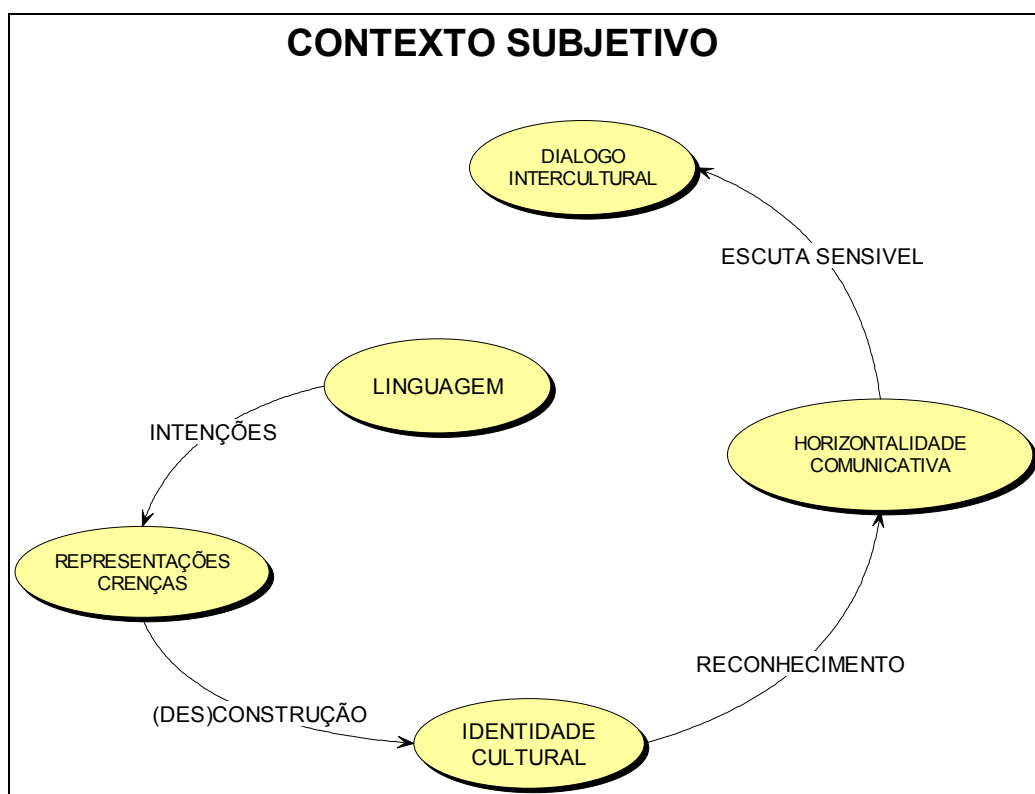 CONTEXTO SUBJETIVO
DIALOGO
INTERCULTURAL
ESCUTA SENSIVEL
LINGUAGEM
INTENÇÕES
HORIZONTALIDADE
COMUNICATIVA
REPRESENTAÇÕES
CRENÇAS
RECONHECIMENTO
(DES)CONSTRUÇÃO
IDENTIDADE
CULTURAL